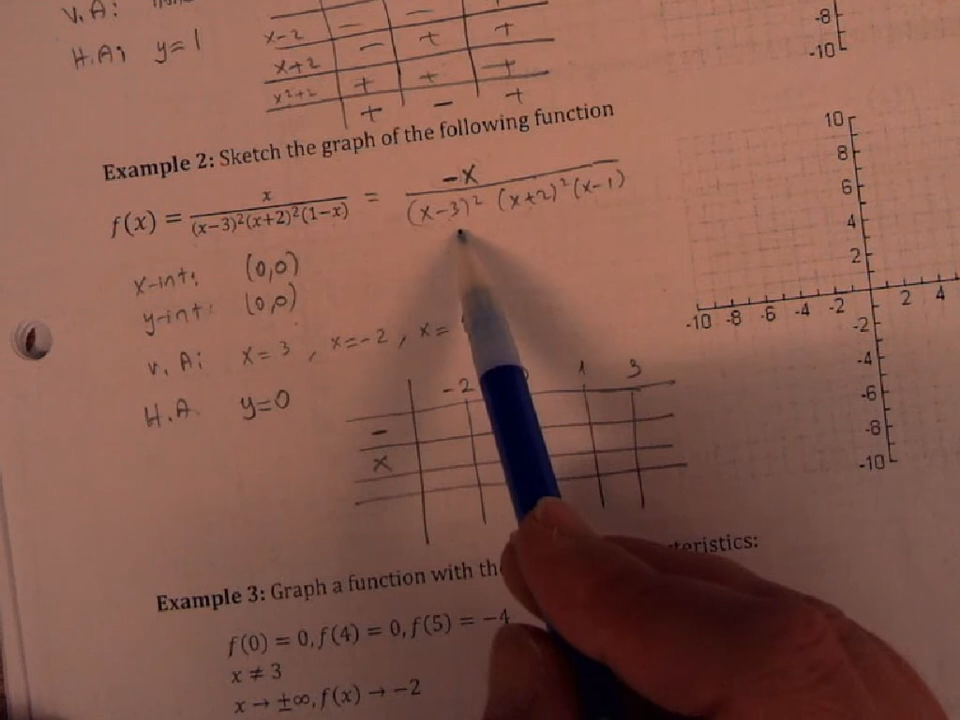 V.A:
H.A: y=1
x-2 - - +
x+2 - + +
x²+2 + + +
+ - +
-8
-10
Example 2: Sketch the graph of the following function
f(x) = x/((x−3)²(x+2)²(1−x)) = -x/((x-3)² (x+2)² (x-1))
x-int: (0,0)
y-int: (0,0)
V.A: x=3, x=-2, x=
H.A. y=0
-2 1 3
-
x
10
8
6
4
2
-10 -8 -6 -4 -2 2 4
-2
-4
-6
-8
-10
Example 3: Graph a function with
f(0) = 0, f(4) = 0, f(5) = −4
x ≠ 3
x → ±∞, f(x) → −2